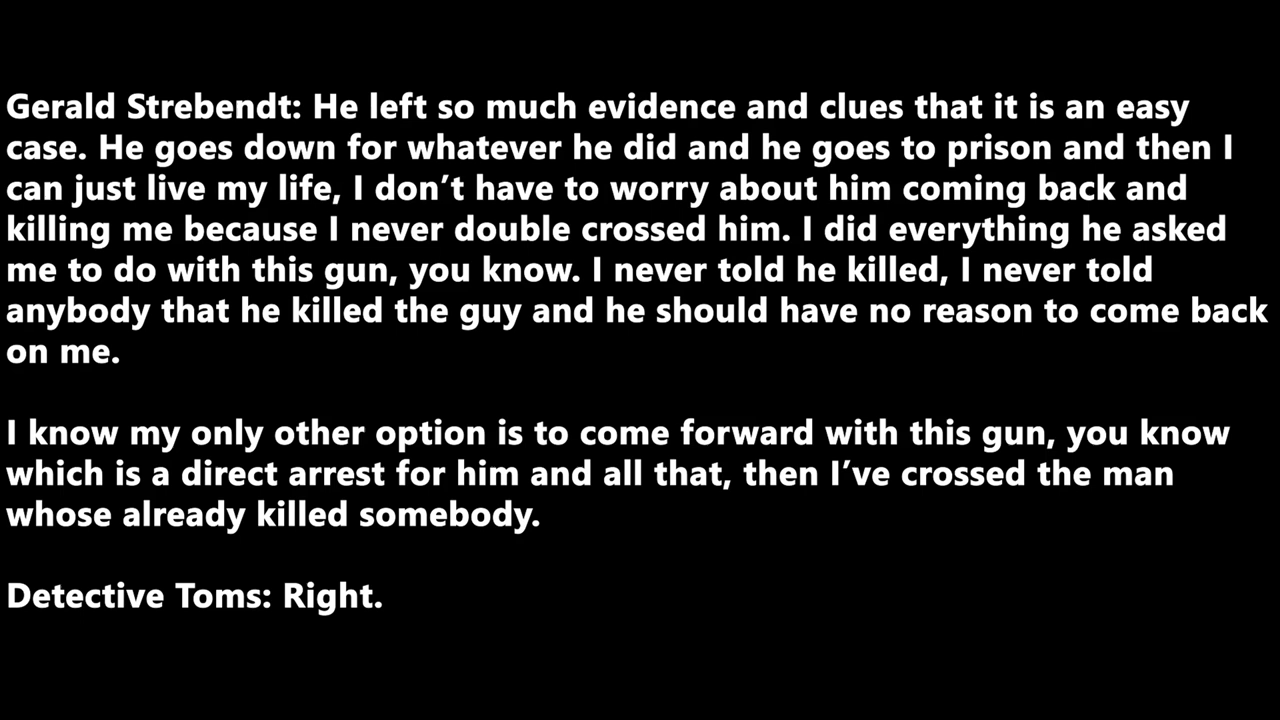 Gerald Strebendt: He left so much evidence and clues that it is an easy
case. He goes down for whatever he did and he goes to prison and then I
can just live my life, I don’t have to worry about him coming back and
killing me because I never double crossed him. I did everything he asked
me to do with this gun, you know. I never told he killed, I never told
anybody that he killed the guy and he should have no reason to come back
on me.
I know my only other option is to come forward with this gun, you know
which is a direct arrest for him and all that, then I’ve crossed the man
whose already killed somebody.
Detective Toms: Right.